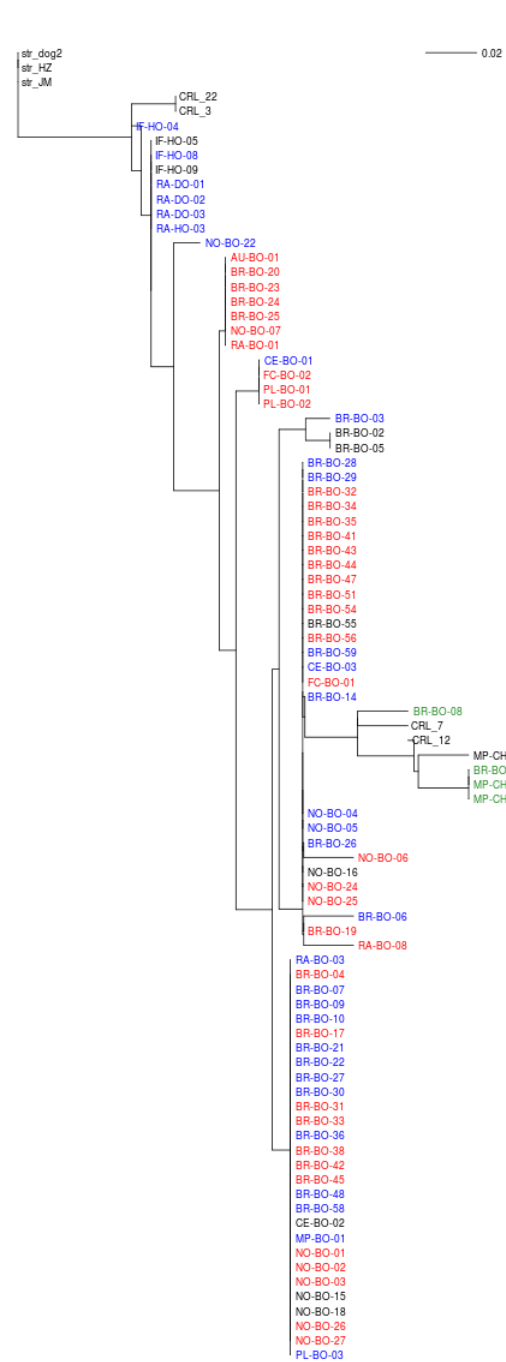 str_dog2
0.02
str_HZ
str_JM
CRL_22
CRL_3
IF-HO-04
IF-HO-05
IF-HO-08
IF-HO-09
RA-DO-01
RA-DO-02
RA-DO-03
RA-HO-03
NO-BO-22
AU-BO-01
BR-BO-20
BR-BO-23
BR-BO-24
BR-BO-25
NO-BO-07
RA-BO-01
CE-BO-01
FC-BO-02
PL-BO-01
PL-BO-02
BR-BO-03
BR-BO-02
BR-BO-05
BR-BO-28
BR-BO-29
BR-BO-32
BR-BO-34
BR-BO-35
BR-BO-41
BR-BO-43
BR-BO-44
BR-BO-47
BR-BO-51
BR-BO-54
BR-BO-55
BR-BO-56
BR-BO-59
CE-BO-03
FC-BO-01
BR-BO-14
BR-BO-08
CRL_7
CRL_12
MP-CH
BR-BO
MP-CH
MP-CH
NO-BO-04
NO-BO-05
BR-BO-26
NO-BO-06
NO-BO-16
NO-BO-24
NO-BO-25
BR-BO-06
BR-BO-19
RA-BO-08
RA-BO-03
BR-BO-04
BR-BO-07
BR-BO-09
BR-BO-10
BR-BO-17
BR-BO-21
BR-BO-22
BR-BO-27
BR-BO-30
BR-BO-31
BR-BO-33
BR-BO-36
BR-BO-38
BR-BO-42
BR-BO-45
BR-BO-48
BR-BO-58
CE-BO-02
MP-BO-01
NO-BO-01
NO-BO-02
NO-BO-03
NO-BO-15
NO-BO-18
NO-BO-26
NO-BO-27
PL-BO-03